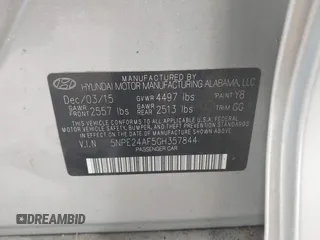 MANUFACTURED BY
HYUNDAI MOTOR MANUFACTURING ALABAMA, LLC
Dec/03/15 GVWR 4497 lbs PAINT Y8
GAWR FRONT 2557 lbs GAWR REAR 2513 lbs TRIM GG
THIS VEHICLE CONFORMS TO ALL APPLICABLE
FEDERAL MOTOR VEHICLE SAFETY, BUMPER, AND
THEFT PREVENTION STANDARDS IN EFFECT ON
THE DATE OF MANUFACTURE SHOWN ABOVE.
V.I.N 5NPE24AF5GH357844
PASSENGER CAR
AUTOBIDMASTER